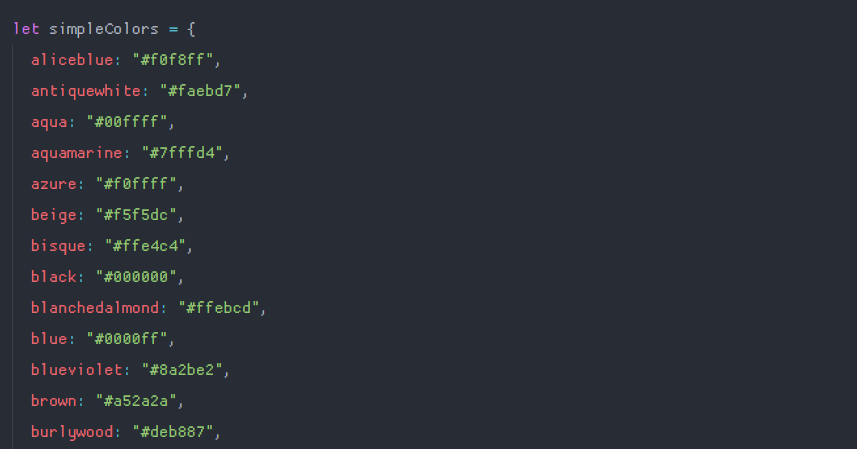 let simpleColors = {
aliceblue: "#f0f8ff",
antiquewhite: "#faebd7",
aqua: "#00ffff",
aquamarine: "#7fffd4",
azure: "#f0ffff",
beige: "#f5f5dc",
bisque: "#ffe4c4",
black: "#000000",
blanchedalmond: "#ffebcd",
blue: "#0000ff",
blueviolet: "#8a2be2",
brown: "#a52a2a",
burlywood: "#deb887",